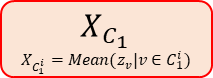 X_{C_1}
X_{C_1^i} = Mean(z_v|v ∈ C_1^i)